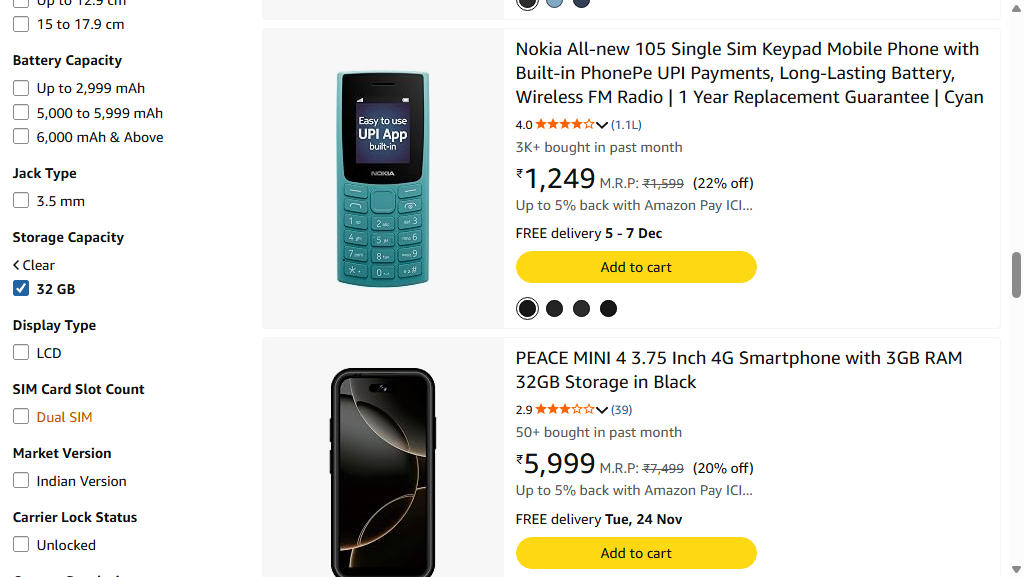 Up to 12.9 cm
15 to 17.9 cm
Battery Capacity
Up to 2,999 mAh
5,000 to 5,999 mAh
6,000 mAh & Above
Jack Type
3.5 mm
Storage Capacity
Clear
32 GB
Display Type
LCD
SIM Card Slot Count
Dual SIM
Market Version
Indian Version
Carrier Lock Status
Unlocked
Easy to use
UPI App
built-in
NOKIA
Nokia All-new 105 Single Sim Keypad Mobile Phone with
Built-in PhonePe UPI Payments, Long-Lasting Battery,
Wireless FM Radio | 1 Year Replacement Guarantee | Cyan
4.0 (1.1L)
3K+ bought in past month
₹1,249 M.R.P: ₹1,599 (22% off)
Up to 5% back with Amazon Pay ICI…
FREE delivery 5 - 7 Dec
Add to cart
PEACE MINI 4 3.75 Inch 4G Smartphone with 3GB RAM
32GB Storage in Black
2.9 (39)
50+ bought in past month
₹5,999 M.R.P: ₹7,499 (20% off)
Up to 5% back with Amazon Pay ICI…
FREE delivery Tue, 24 Nov
Add to cart